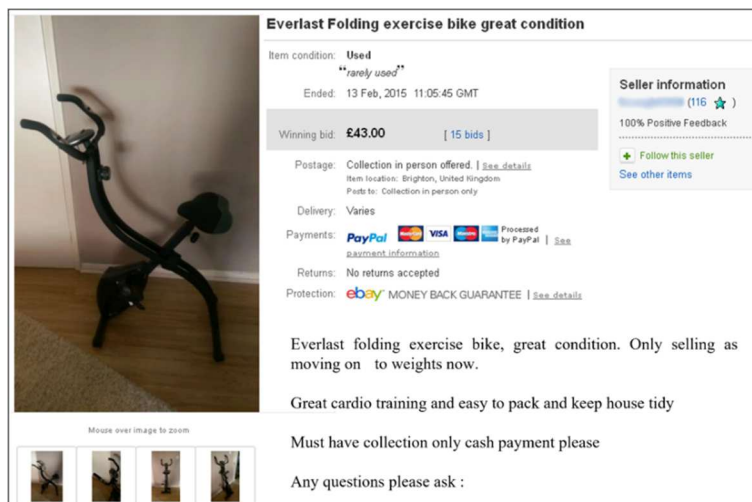 Everlast Folding exercise bike great condition
Item condition: Used
“rarely used”
Ended: 13 Feb, 2015 11:05:45 GMT
Winning bid: £43.00 [ 15 bids ]
Postage: Collection in person offered. | See details
Item location: Brighton, United Kingdom
Posts to: Collection in person only
Delivery: Varies
Payments: PayPal MasterCard VISA Maestro Processed
by PayPal | See
payment information
Returns: No returns accepted
Protection: ebay MONEY BACK GUARANTEE | See details
Seller information
(116 )
100% Positive Feedback
Follow this seller
See other items
Everlast folding exercise bike, great condition. Only selling as
moving on to weights now.
Great cardio training and easy to pack and keep house tidy
Must have collection only cash payment please
Any questions please ask :
Mouse over image to zoom